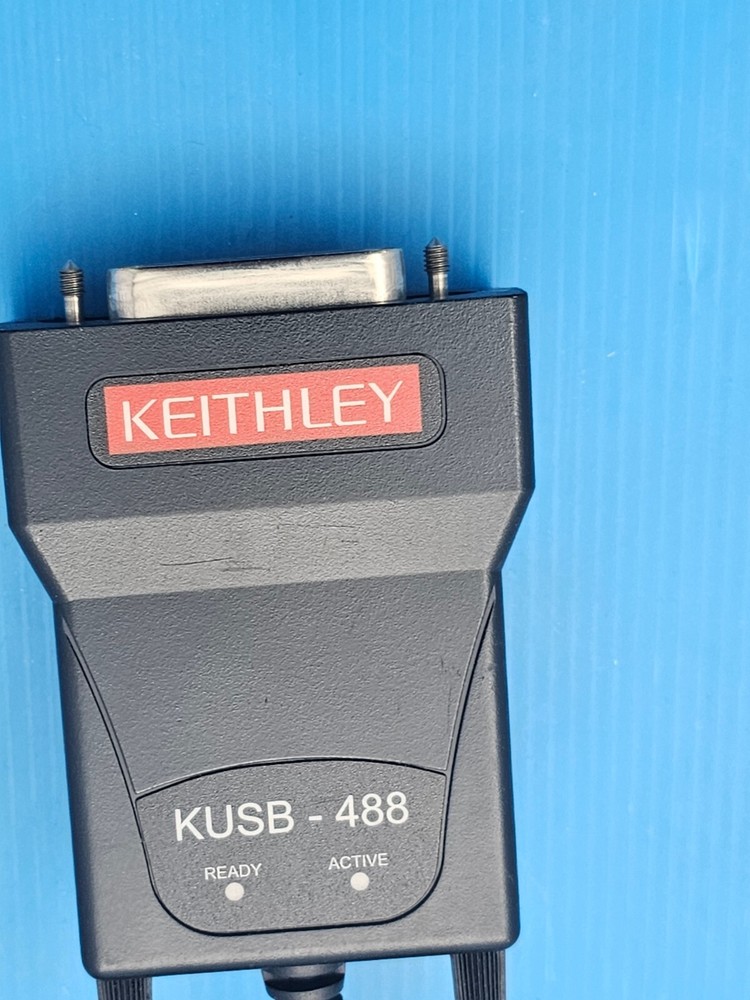 KEITHLEY
KUSB - 488
READY ACTIVE